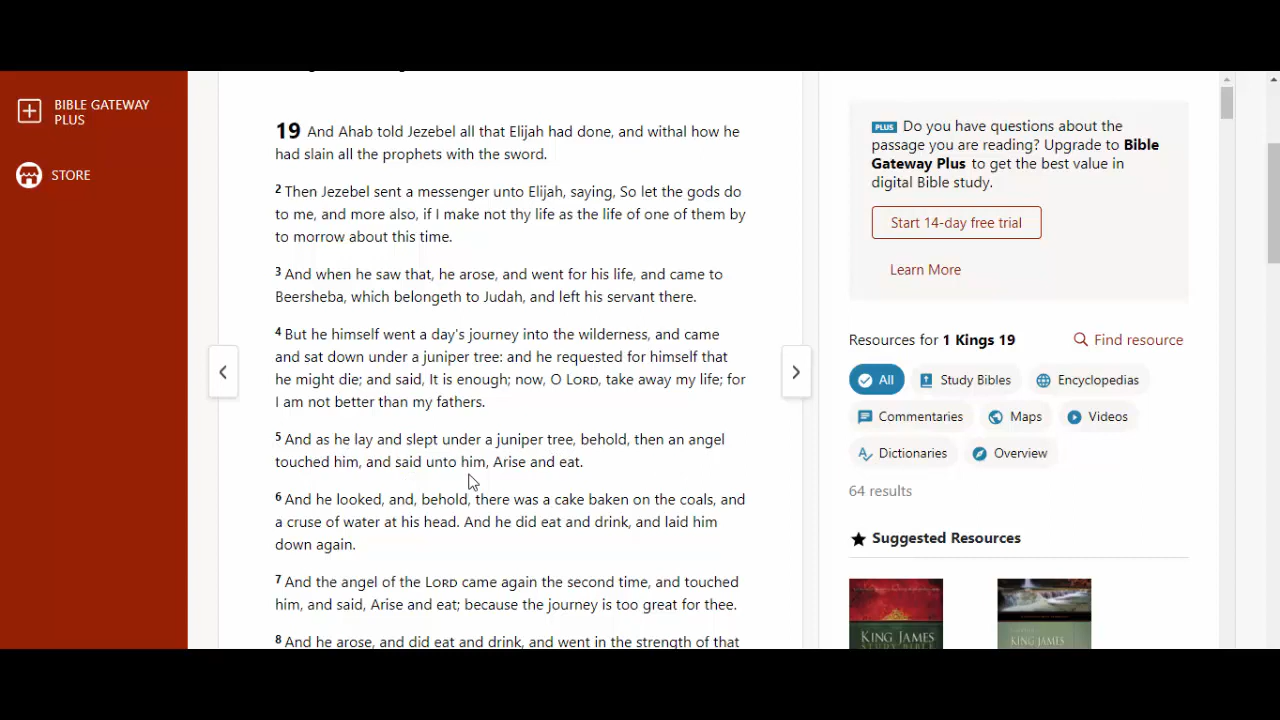 BIBLE GATEWAY
PLUS
STORE
19 And Ahab told Jezebel all that Elijah had done, and withal how he
had slain all the prophets with the sword.
2 Then Jezebel sent a messenger unto Elijah, saying, So let the gods do
to me, and more also, if I make not thy life as the life of one of them by
to morrow about this time.
3 And when he saw that, he arose, and went for his life, and came to
Beersheba, which belongeth to Judah, and left his servant there.
4 But he himself went a day's journey into the wilderness, and came
and sat down under a juniper tree: and he requested for himself that
he might die; and said, It is enough; now, O LORD, take away my life; for
I am not better than my fathers.
5 And as he lay and slept under a juniper tree, behold, then an angel
touched him, and said unto him, Arise and eat.
6 And he looked, and, behold, there was a cake baken on the coals, and
a cruse of water at his head. And he did eat and drink, and laid him
down again.
7 And the angel of the LORD came again the second time, and touched
him, and said, Arise and eat; because the journey is too great for thee.
8 And he arose, and did eat and drink, and went in the strength of that
PLUS Do you have questions about the
passage you are reading? Upgrade to Bible
Gateway Plus to get the best value in
digital Bible study.
Start 14-day free trial
Learn More
Resources for 1 Kings 19 Find resource
All Study Bibles Encyclopedias
Commentaries Maps Videos
Dictionaries Overview
64 results
Suggested Resources
KING JAMES
STUDY BIBLE
KING JAMES